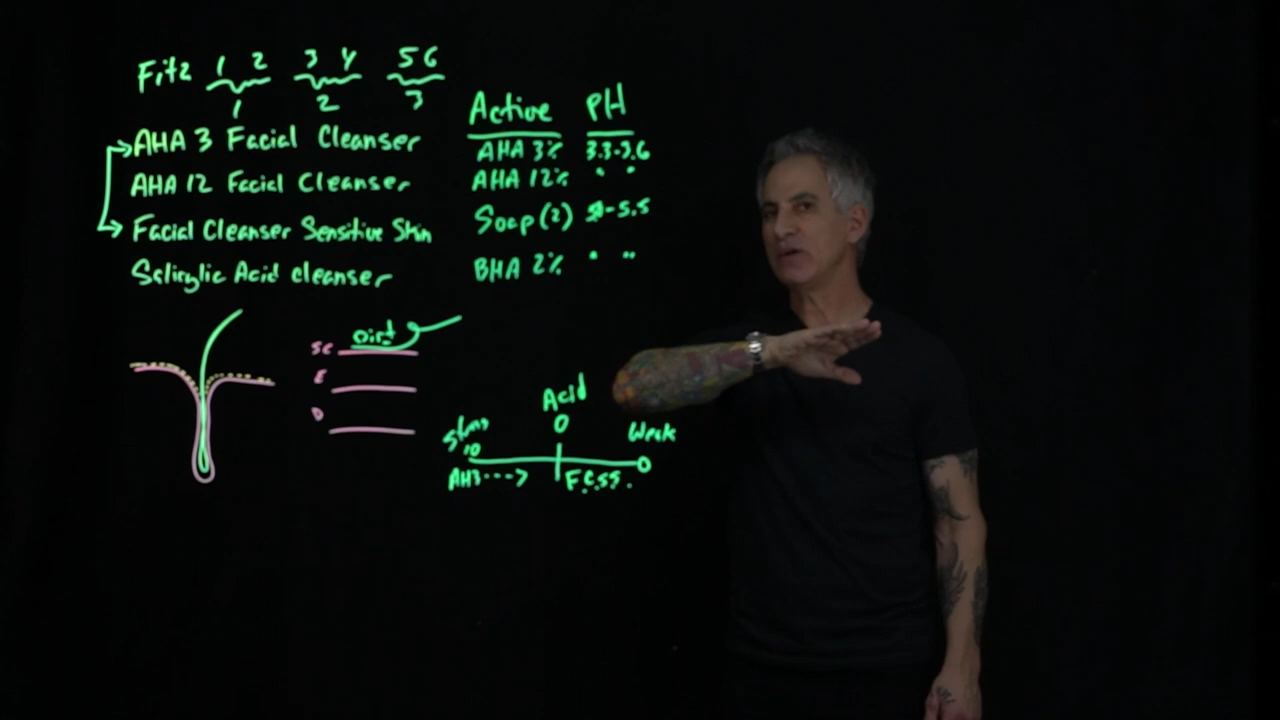 Fitz 1 2 3 4 5 6
1 2 3
Active PH
AHA 3 Facial Cleanser AHA 3% 3.3-3.6
AHA 12 Facial Cleanser AHA 12% " "
Facial Cleanser Sensitive Skin Soap (2) -5.5
Salicylic Acid cleanser BHA 2% " "
Dirt
SC
E
D
Acid
0
Weak
10
AH3 ----> F.C.S.S.